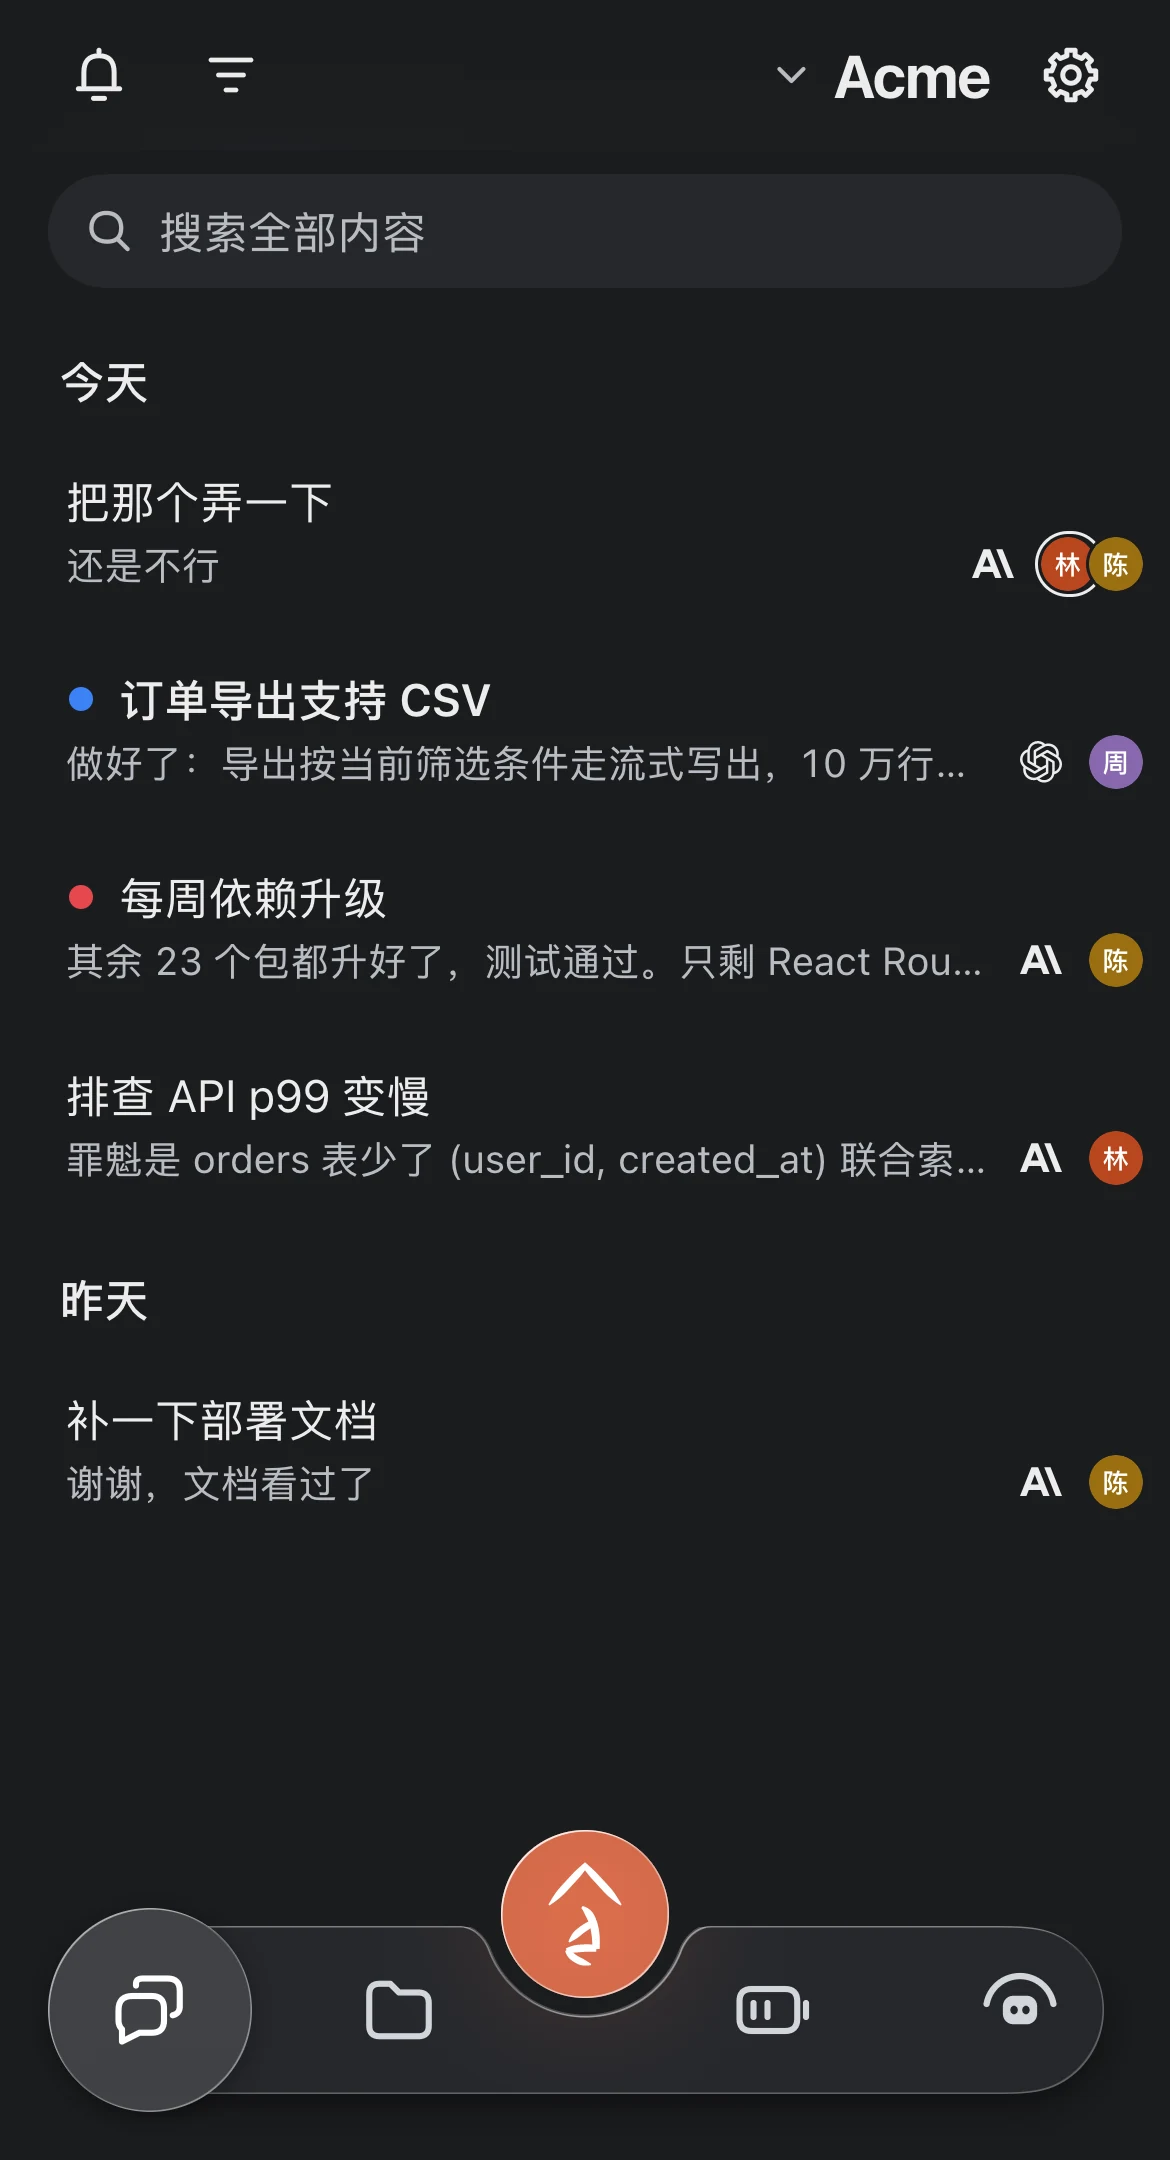 Acme
搜索全部内容
今天
把那个弄一下
还是不行
林 陈
订单导出支持 CSV
做好了：导出按当前筛选条件走流式写出，10 万行...
周
每周依赖升级
其余 23 个包都升好了，测试通过。只剩 React Rou...
陈
排查 API p99 变慢
罪魁是 orders 表少了 (user_id, created_at) 联合索...
林
昨天
补一下部署文档
谢谢，文档看过了
陈